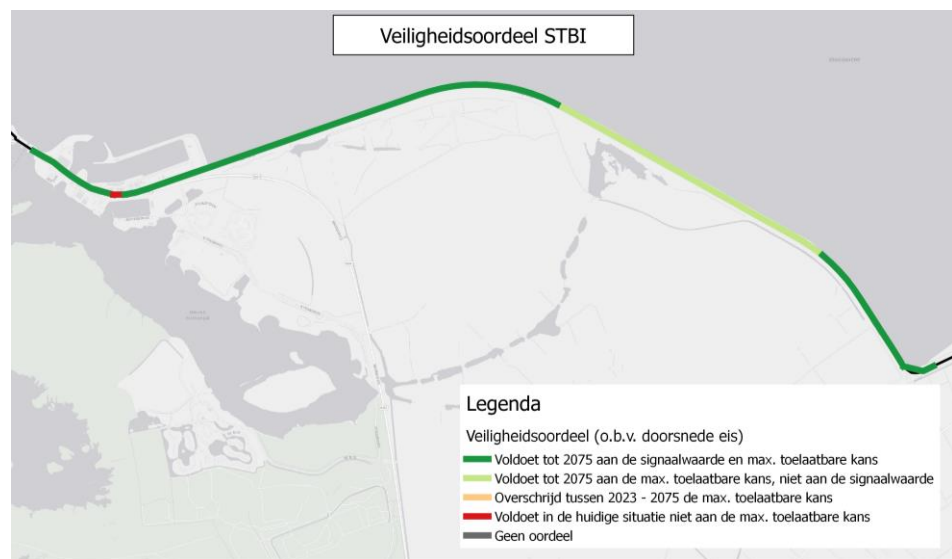 Veiligheidsoordeel STBI
Legenda
Veiligheidsoordeel (o.b.v. doorsnede eis)
Voldoet tot 2075 aan de signaalwaarde en max. toelaatbare kans
Voldoet tot 2075 aan de max. toelaatbare kans, niet aan de signaalwaarde
Overschrijd tussen 2023 - 2075 de max. toelaatbare kans
Voldoet in de huidige situatie niet aan de max. toelaatbare kans
Geen oordeel